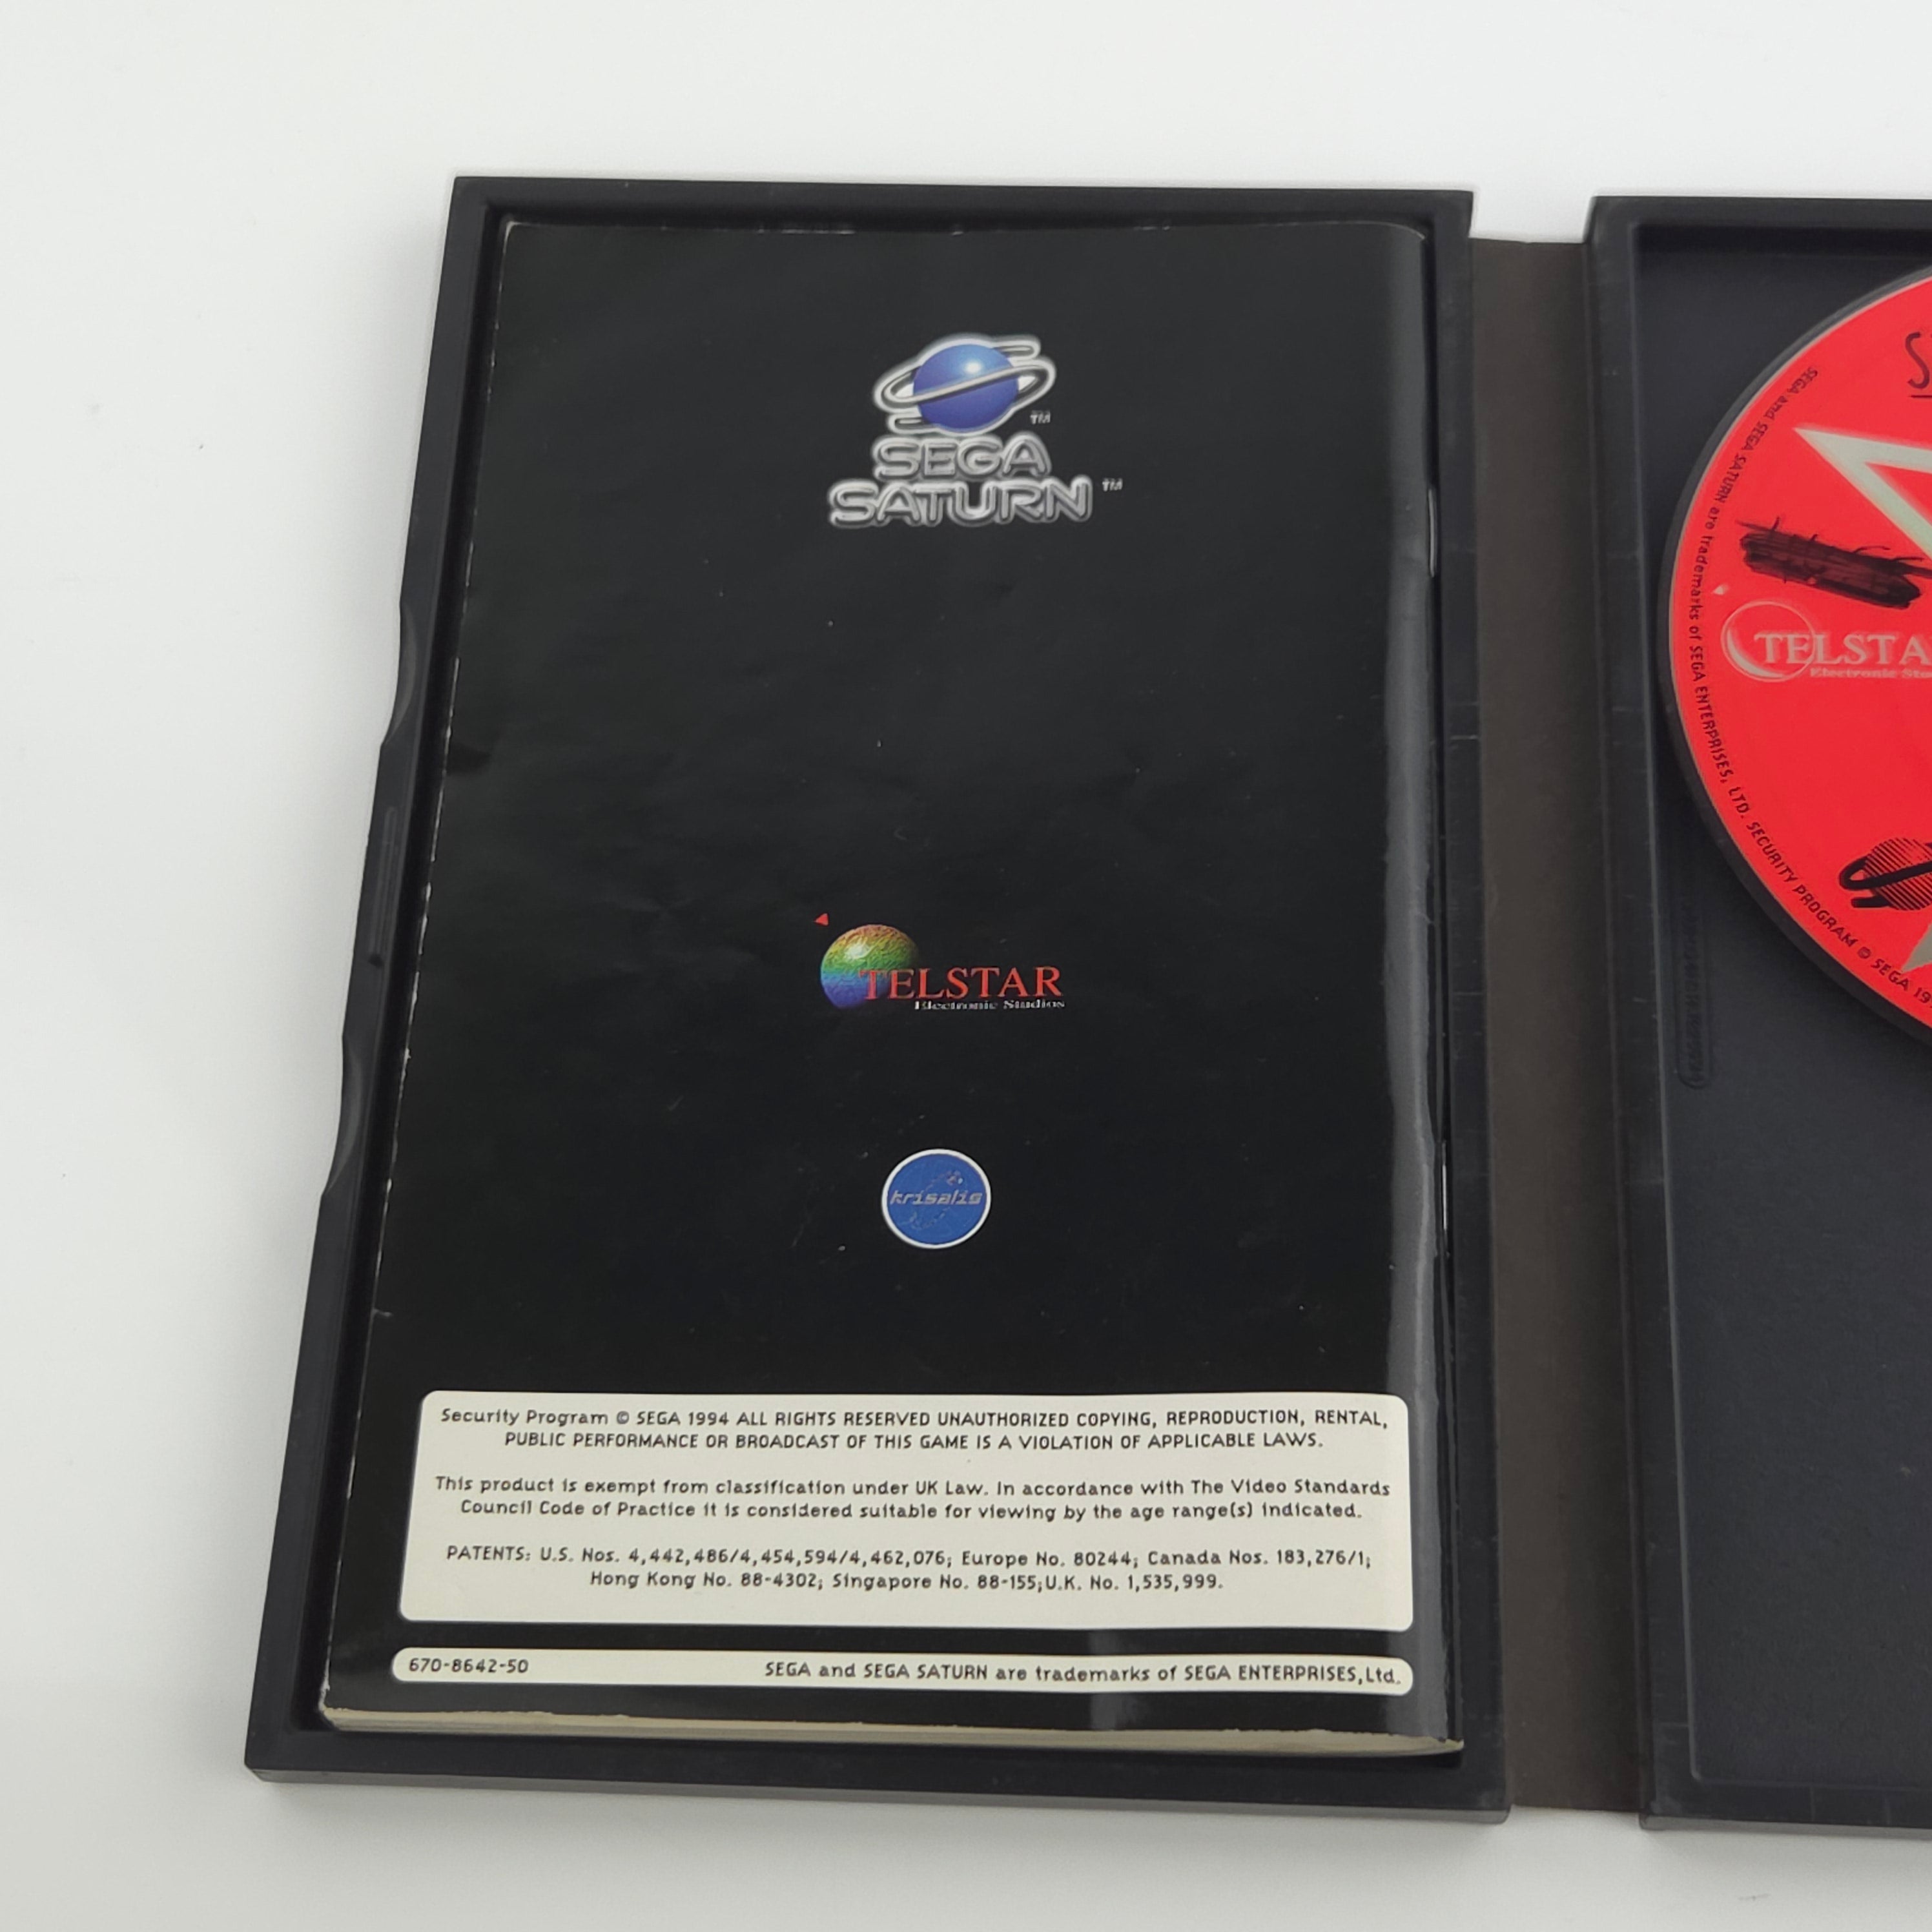 TM
SEGA
SATURN TM
TELSTAR
Electronic Studios
krisalis
Security Program © SEGA 1994 ALL RIGHTS RESERVED UNAUTHORIZED COPYING, REPRODUCTION, RENTAL,
PUBLIC PERFORMANCE OR BROADCAST OF THIS GAME IS A VIOLATION OF APPLICABLE LAWS.
This product is exempt from classification under UK Law. In accordance with The Video Standards
Council Code of Practice it is considered suitable for viewing by the age range(s) indicated.
PATENTS: U.S. Nos. 4,442,486/4,454,594/4,462,076; Europe No. 80244; Canada Nos. 183,276/1;
Hong Kong No. 88-4302; Singapore No. 88-155;U.K. No. 1,535,999.
670-8642-50
SEGA and SEGA SATURN are trademarks of SEGA ENTERPRISES,Ltd.
SEGA and SEGA SATURN are trademarks of SEGA ENTERPRISES, LTD. SECURITY PROGRAM © SEGA 19
TELSTA
Electronic